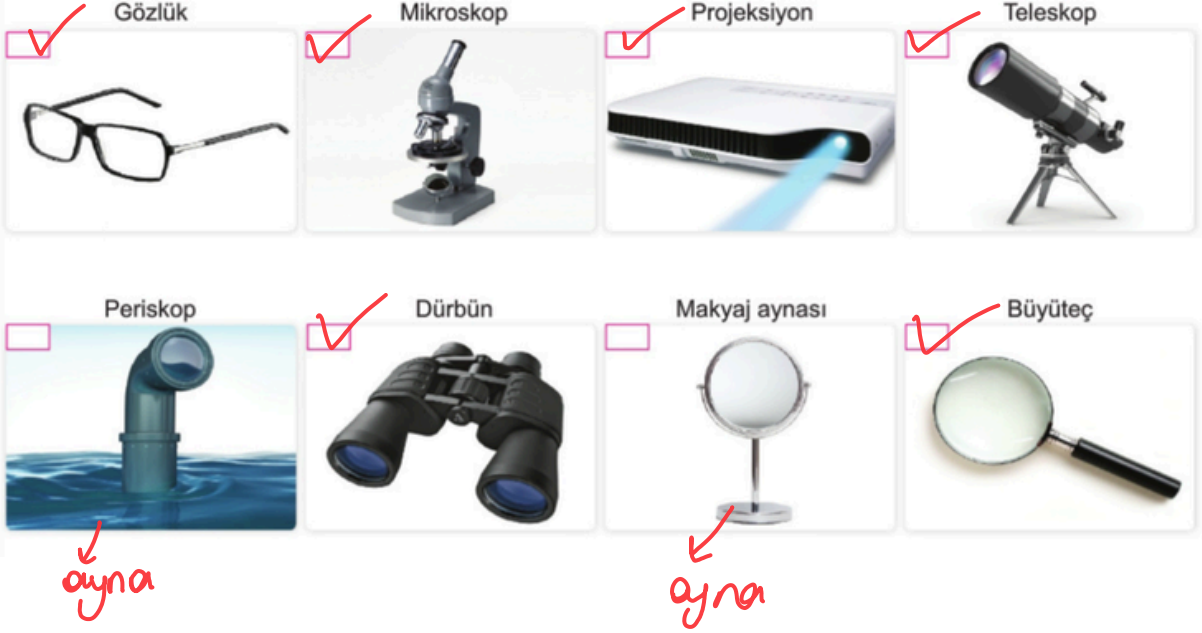 Gözlük
Mikroskop
Projeksiyon
Teleskop
Periskop
Dürbün
Makyaj aynası
Büyüteç
ayna
ayna